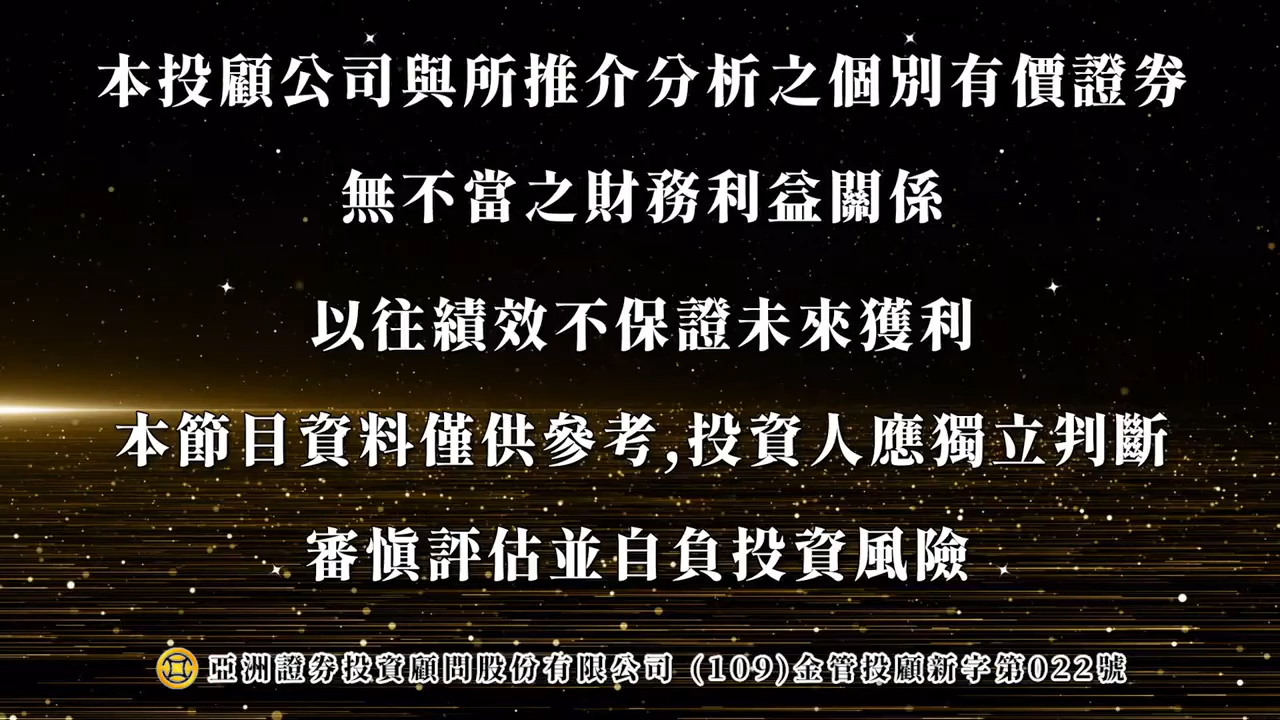 本投顧公司與所推介分析之個別有價證券
無不當之財務利益關係
以往績效不保證未來獲利
本節目資料僅供參考,投資人應獨立判斷
審慎評估並自負投資風險
亞洲證券投資顧問股份有限公司 (109)金管投顧新字第022號